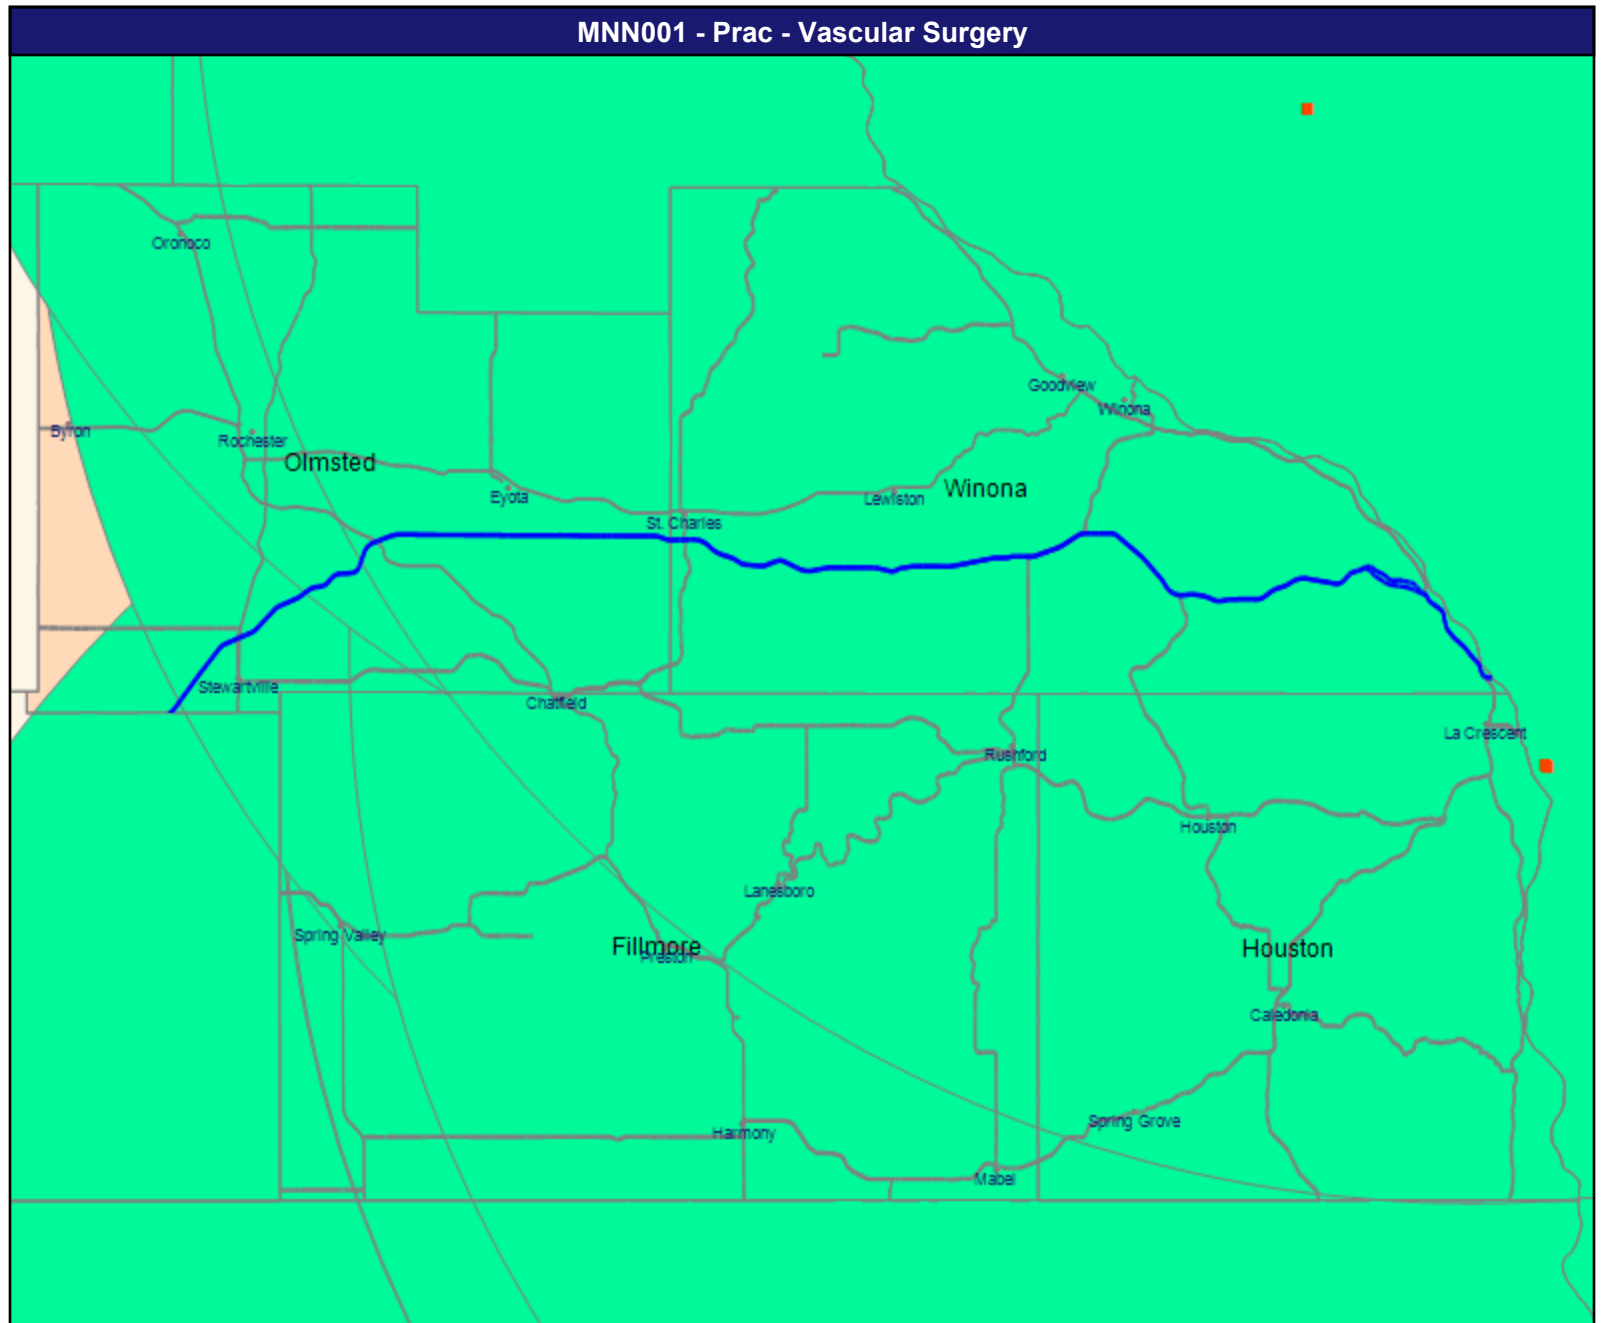 MNN001 - Prac - Vascular Surgery
Oronoco
Goodview
Winona
Byron
Rochester
Olmsted
Eyota
Lewiston
Winona
St. Charles
Stewartville
Chatfield
La Crescent
Rushford
Houston
Lanesboro
Spring Valley
Fillmore
Preston
Houston
Caledonia
Spring Grove
Harmony
Mabel